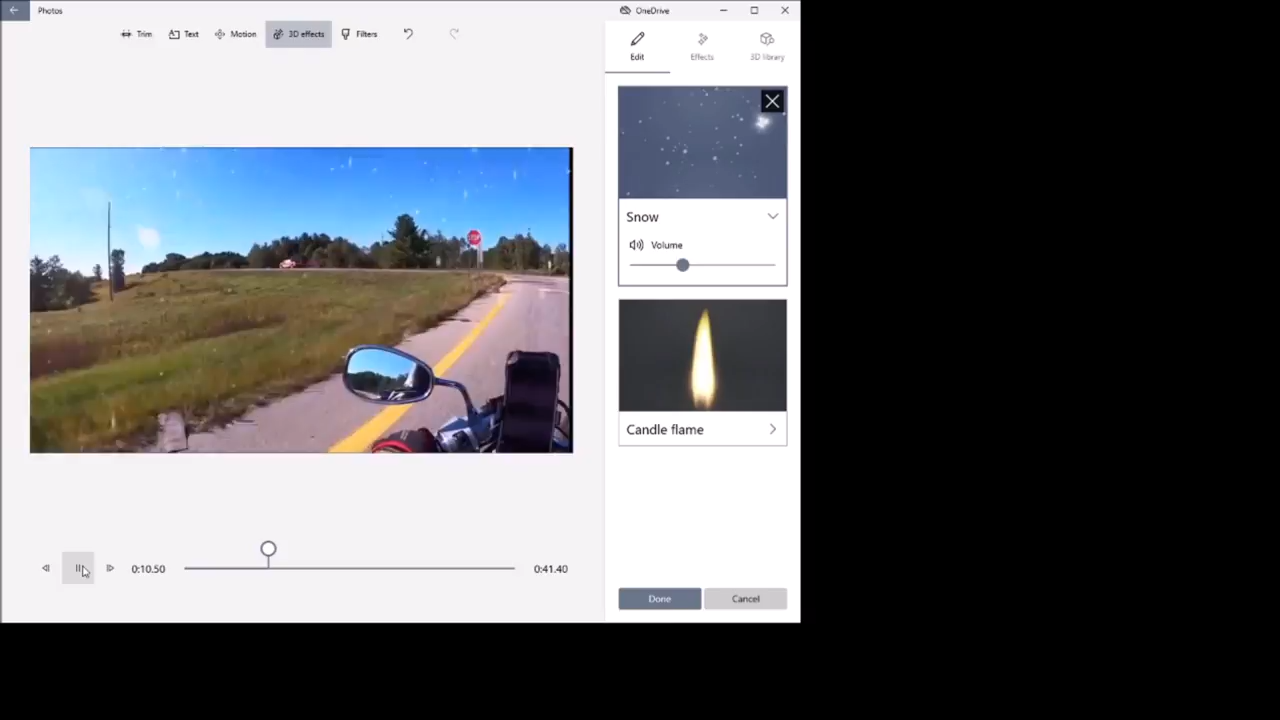 Photos
OneDrive
Trim
Text
Motion
3D effects
Filters
Edit
Effects
3D library
Snow
Volume
Candle flame
0:10.50
0:41.40
Done
Cancel